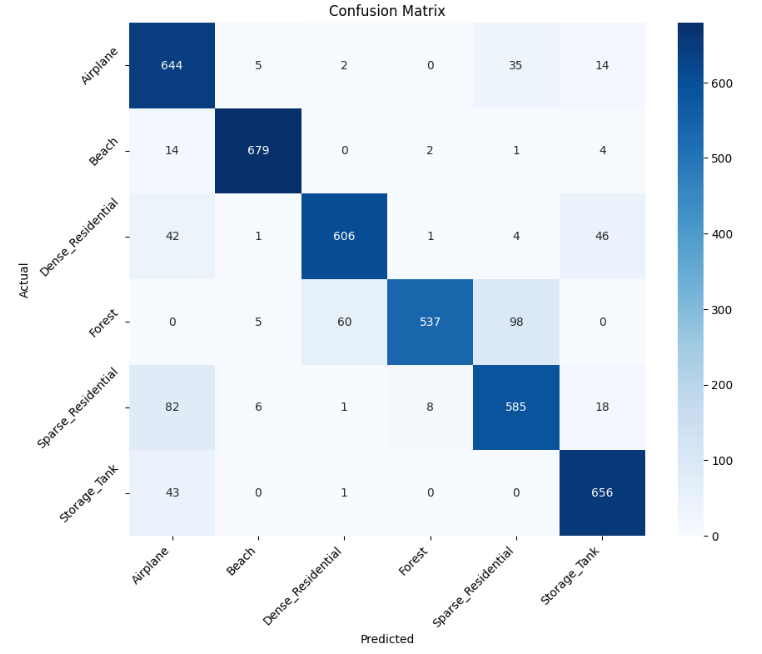 Confusion Matrix
Actual
Airplane
644 5 2 0 35 14
Beach
14 679 0 2 1 4
Dense_Residential
42 1 606 1 4 46
Forest
0 5 60 537 98 0
Sparse_Residential
82 6 1 8 585 18
Storage_Tank
43 0 1 0 0 656
Airplane
Beach
Dense_Residential
Forest
Sparse_Residential
Storage_Tank
Predicted
600
500
400
300
200
100
0